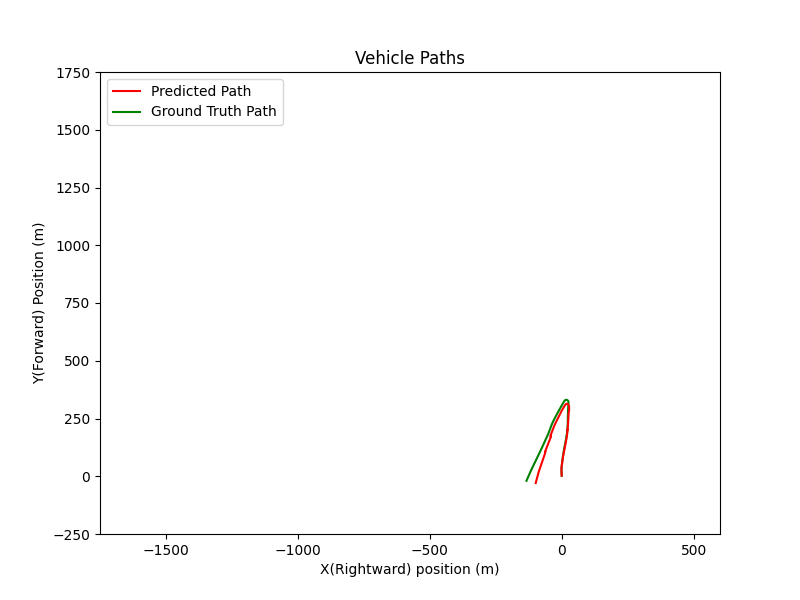 Vehicle Paths
Predicted Path
Ground Truth Path
1750
1500
1250
1000
750
500
250
0
−250
Y(Forward) Position (m)
−1500
−1000
−500
0
500
X(Rightward) position (m)